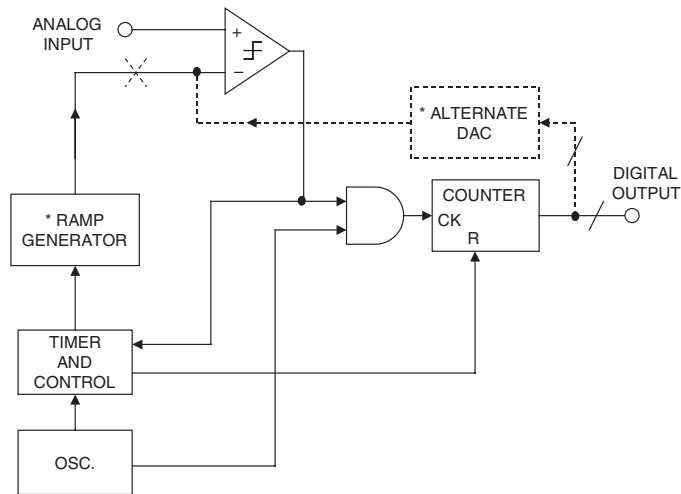 ANALOG
INPUT
+
−
* ALTERNATE
DAC
DIGITAL
OUTPUT
* RAMP
GENERATOR
COUNTER
CK
R
TIMER
AND
CONTROL
OSC.